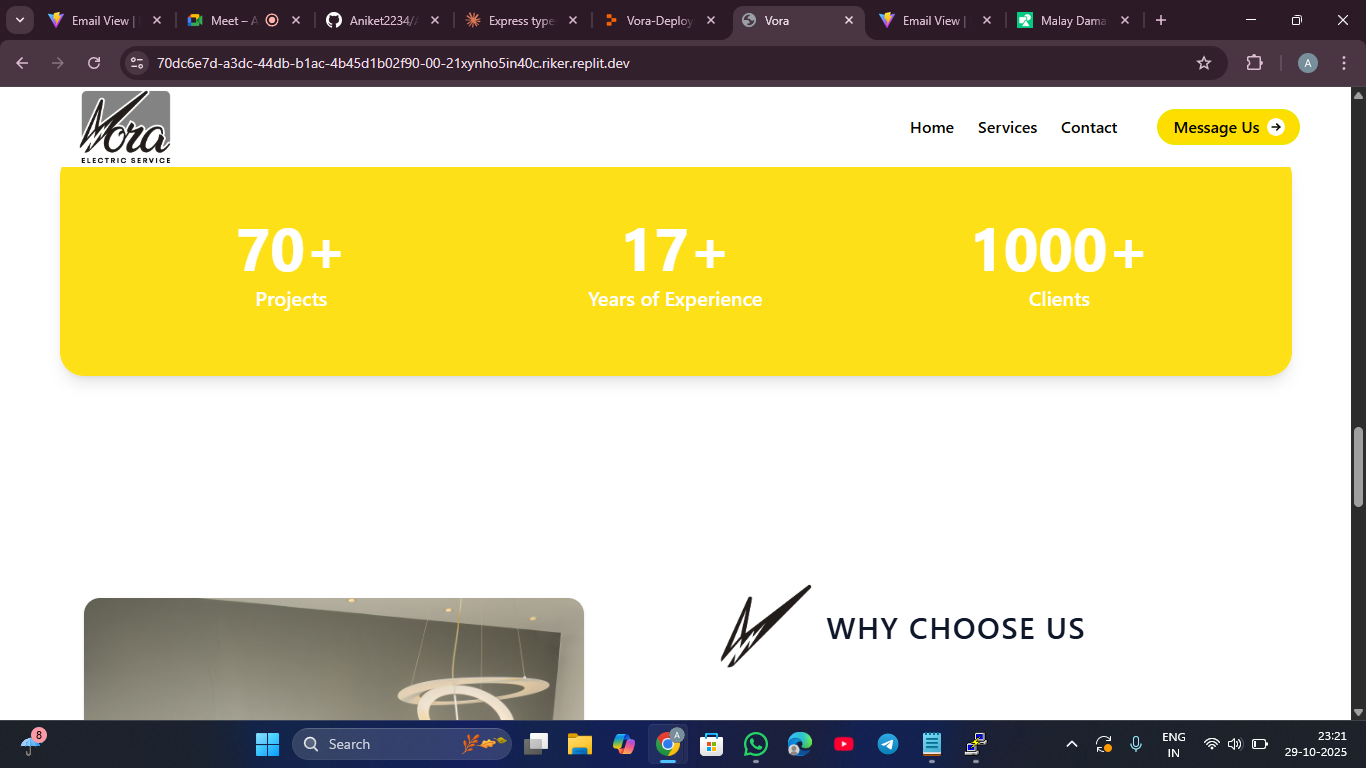 Email View |
Meet – A
Aniket2234/A
Express type
Vora-Deploy
Vora
Email View |
Malay Dama
70dc6e7d-a3dc-44db-b1ac-4b45d1b02f90-00-21xynho5in40c.riker.replit.dev
A
Vora
ELECTRIC SERVICE
Home
Services
Contact
Message Us
70+
Projects
17+
Years of Experience
1000+
Clients
WHY CHOOSE US
8
Search
A
ENG
IN
23:21
29-10-2025